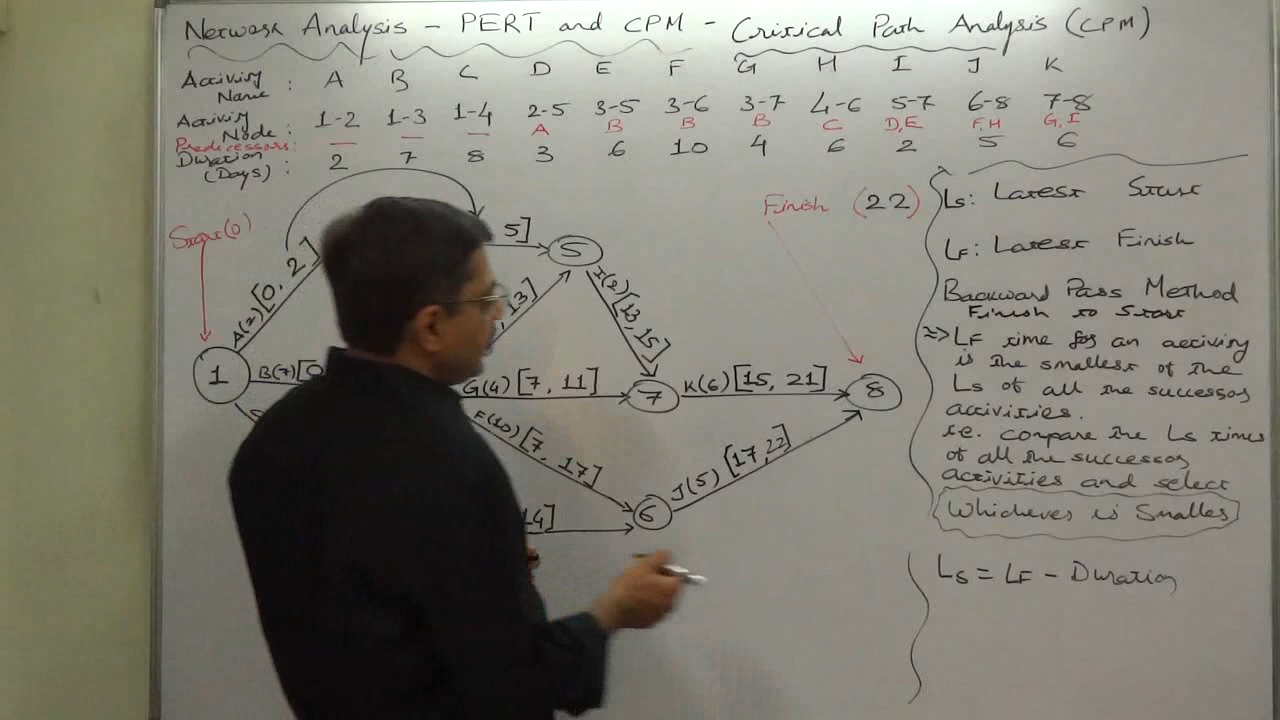 Network Analysis - PERT and CPM - Critical Path Analysis (CPM)
Activity Name : A B C D E F G H I J K
Activity Node : 1-2 1-3 1-4 2-5 3-5 3-6 3-7 4-6 5-7 6-8 7-8
Predecessors : — — — A B B B C D,E F,H G,I
Duration (Days) : 2 7 8 3 6 10 4 6 2 5 6
Start(0)
Finish (22)
A(2)[0, 2]
5]
5
, 13]
I(2)[13,15]
1
B(7)[0
G(4) [7, 11]
7
K(6) [15, 21]
8
F(10) [7, 17]
J(5) [17,22]
14]
6
Ls: Latest Start
LF: Latest Finish
Backward Pass Method
Finish to Start
=> LF time for an activity
is the smallest of the
Ls of all the successor
activities.
i.e. compare the Ls times
of all the successor
activities and select
Whichever is Smaller
Ls = LF - Duration